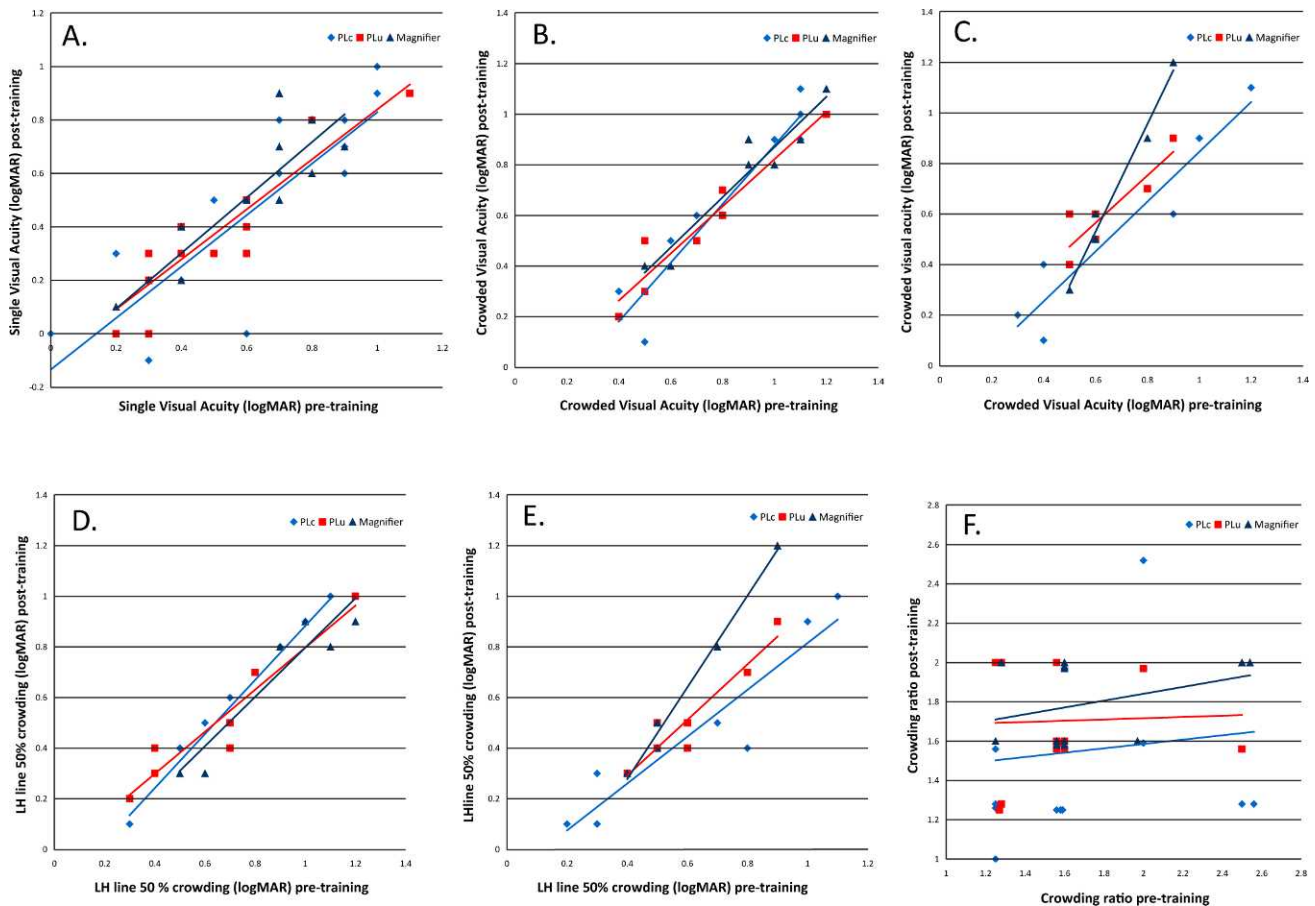 A.
PLc PLu Magnifier
Single Visual Acuity (logMAR) post-training
1.2
1
0.8
0.6
0.4
0.2
0
-0.2
0.2 0.4 0.6 0.8 1 1.2
Single Visual Acuity (logMAR) pre-training
B.
PLc PLu Magnifier
Crowded Visual Acuity (logMAR) post-training
1.4
1.2
1
0.8
0.6
0.4
0.2
0
0 0.2 0.4 0.6 0.8 1 1.2 1.4
Crowded Visual Acuity (logMAR) pre-training
C.
PLc PLu Magnifier
Crowded visual acuity (logMAR) post-training
1.4
1.2
1
0.8
0.6
0.4
0.2
0
0 0.2 0.4 0.6 0.8 1 1.2 1.4
Crowded Visual Acuity (logMAR) pre-training
D.
PLc PLu Magnifier
LH line 50% crowding (logMAR) post-training
1.4
1.2
1
0.8
0.6
0.4
0.2
0
0 0.2 0.4 0.6 0.8 1 1.2 1.4
LH line 50 % crowding (logMAR) pre-training
E.
PLc PLu Magnifier
LHline 50% crowding (logMAR) post-training
1.4
1.2
1
0.8
0.6
0.4
0.2
0
0 0.2 0.4 0.6 0.8 1 1.2
LH line 50% crowding (logMAR) pre-training
F.
PLc PLu Magnifier
Crowding ratio post-training
2.8
2.6
2.4
2.2
2
1.8
1.6
1.4
1.2
1
1 1.2 1.4 1.6 1.8 2 2.2 2.4 2.6 2.8
Crowding ratio pre-training